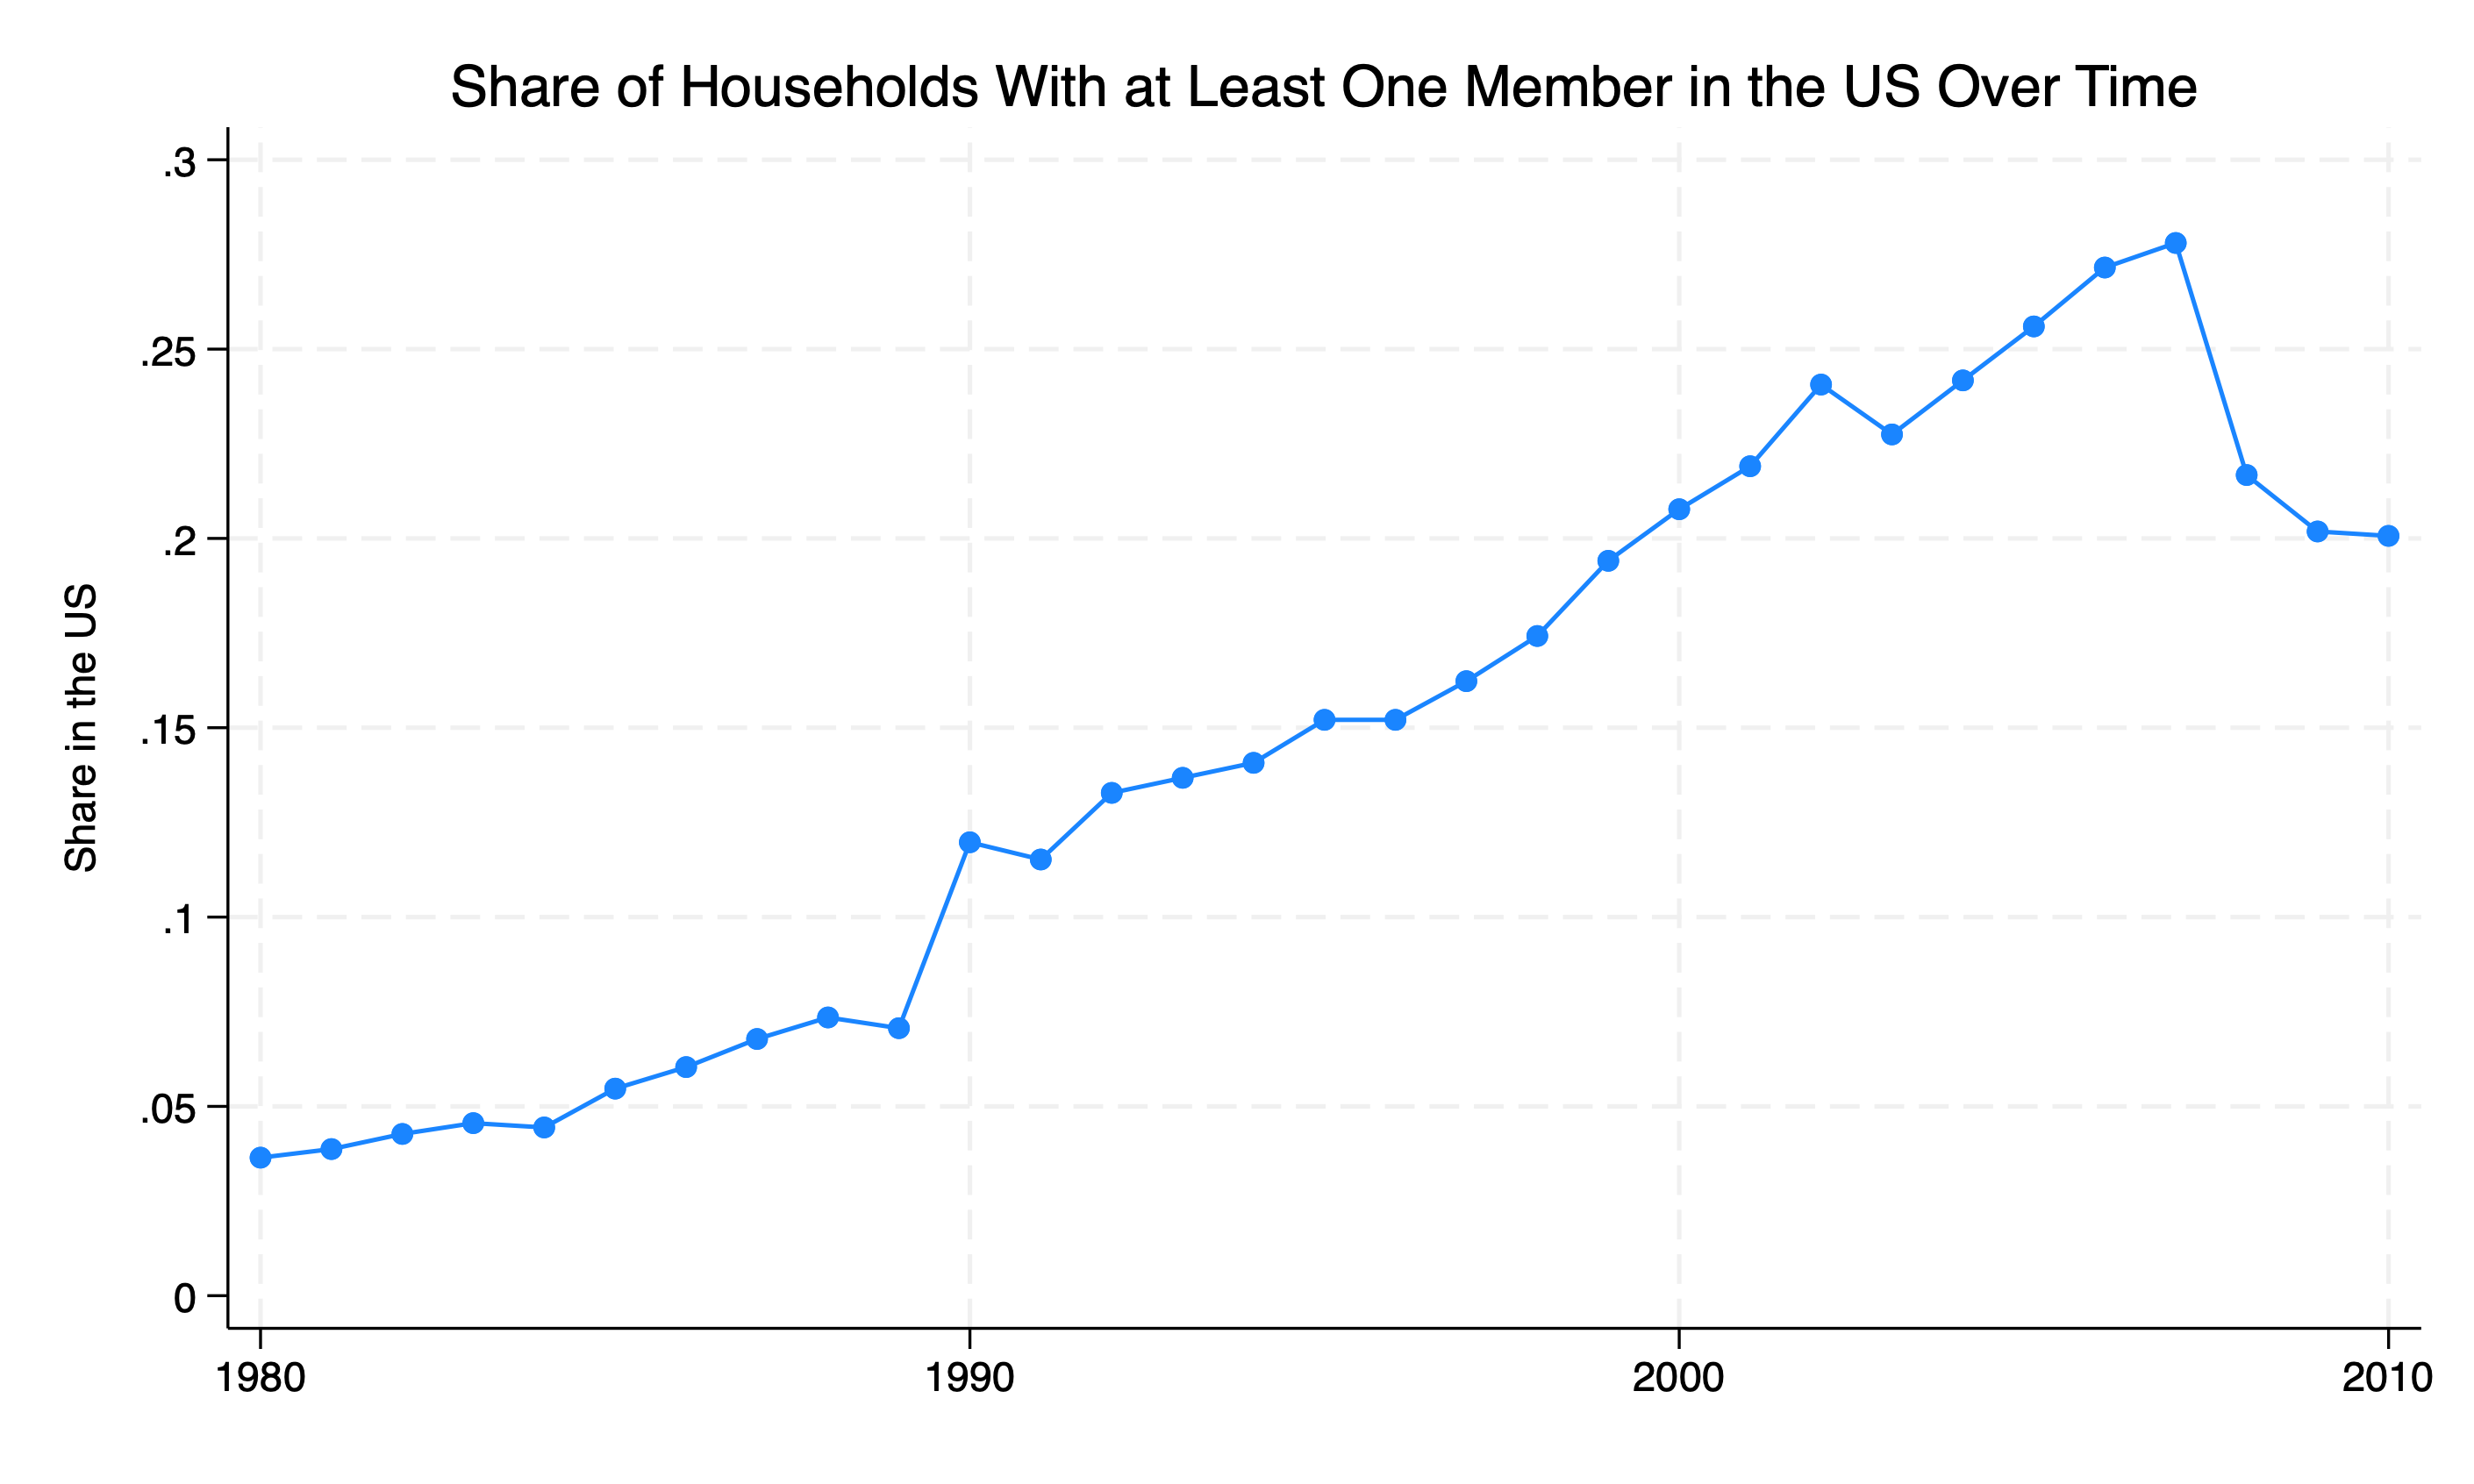 Share of Households With at Least One Member in the US Over Time
Share in the US
.3
.25
.2
.15
.1
.05
0
1980 1990 2000 2010